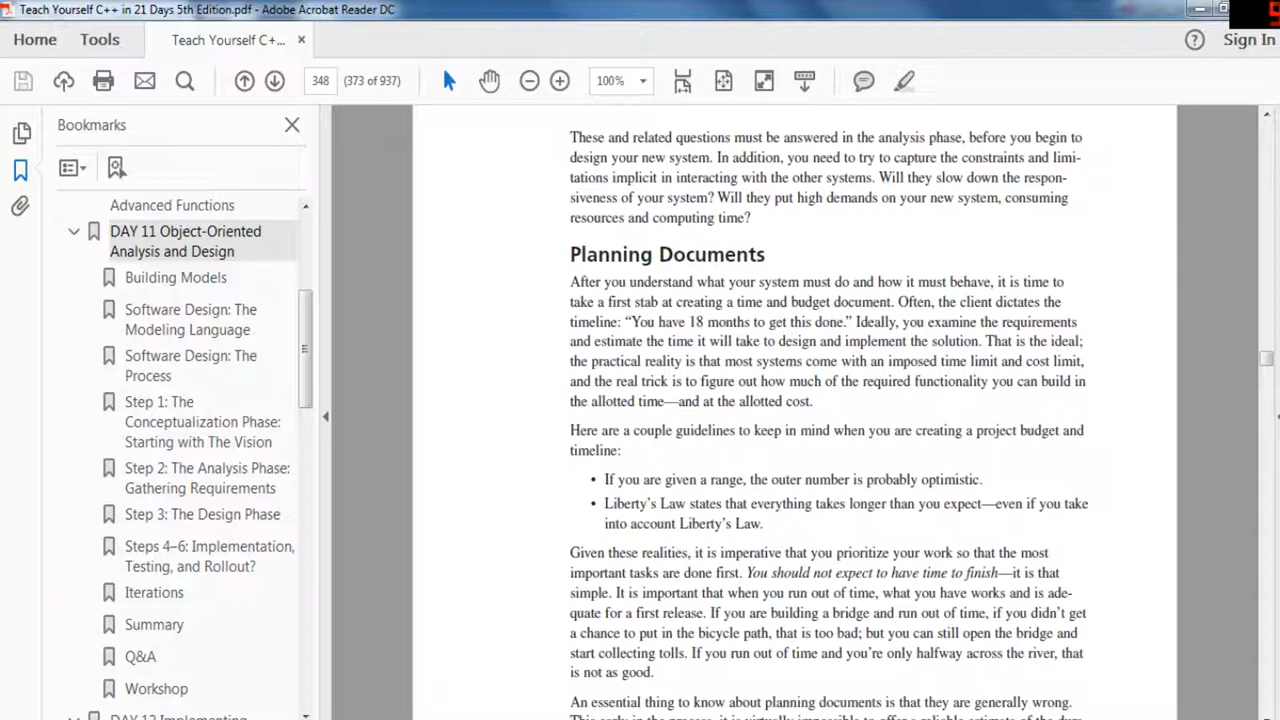 Teach Yourself C++ in 21 Days 5th Edition.pdf - Adobe Acrobat Reader DC
Home Tools Teach Yourself C+... × ? Sign In
348 (373 of 937) 100%
Bookmarks
Advanced Functions
DAY 11 Object-Oriented
Analysis and Design
Building Models
Software Design: The
Modeling Language
Software Design: The
Process
Step 1: The
Conceptualization Phase:
Starting with The Vision
Step 2: The Analysis Phase:
Gathering Requirements
Step 3: The Design Phase
Steps 4–6: Implementation,
Testing, and Rollout?
Iterations
Summary
Q&A
Workshop
DAY 12 Implementing
These and related questions must be answered in the analysis phase, before you begin to
design your new system. In addition, you need to try to capture the constraints and limi-
tations implicit in interacting with the other systems. Will they slow down the respon-
siveness of your system? Will they put high demands on your new system, consuming
resources and computing time?
Planning Documents
After you understand what your system must do and how it must behave, it is time to
take a first stab at creating a time and budget document. Often, the client dictates the
timeline: “You have 18 months to get this done.” Ideally, you examine the requirements
and estimate the time it will take to design and implement the solution. That is the ideal;
the practical reality is that most systems come with an imposed time limit and cost limit,
and the real trick is to figure out how much of the required functionality you can build in
the allotted time—and at the allotted cost.
Here are a couple guidelines to keep in mind when you are creating a project budget and
timeline:
• If you are given a range, the outer number is probably optimistic.
• Liberty’s Law states that everything takes longer than you expect—even if you take
into account Liberty’s Law.
Given these realities, it is imperative that you prioritize your work so that the most
important tasks are done first. You should not expect to have time to finish—it is that
simple. It is important that when you run out of time, what you have works and is ade-
quate for a first release. If you are building a bridge and run out of time, if you didn’t get
a chance to put in the bicycle path, that is too bad; but you can still open the bridge and
start collecting tolls. If you run out of time and you’re only halfway across the river, that
is not as good.
An essential thing to know about planning documents is that they are generally wrong.
This early in the process, it is virtually impossible to offer a reliable estimate of the dura-